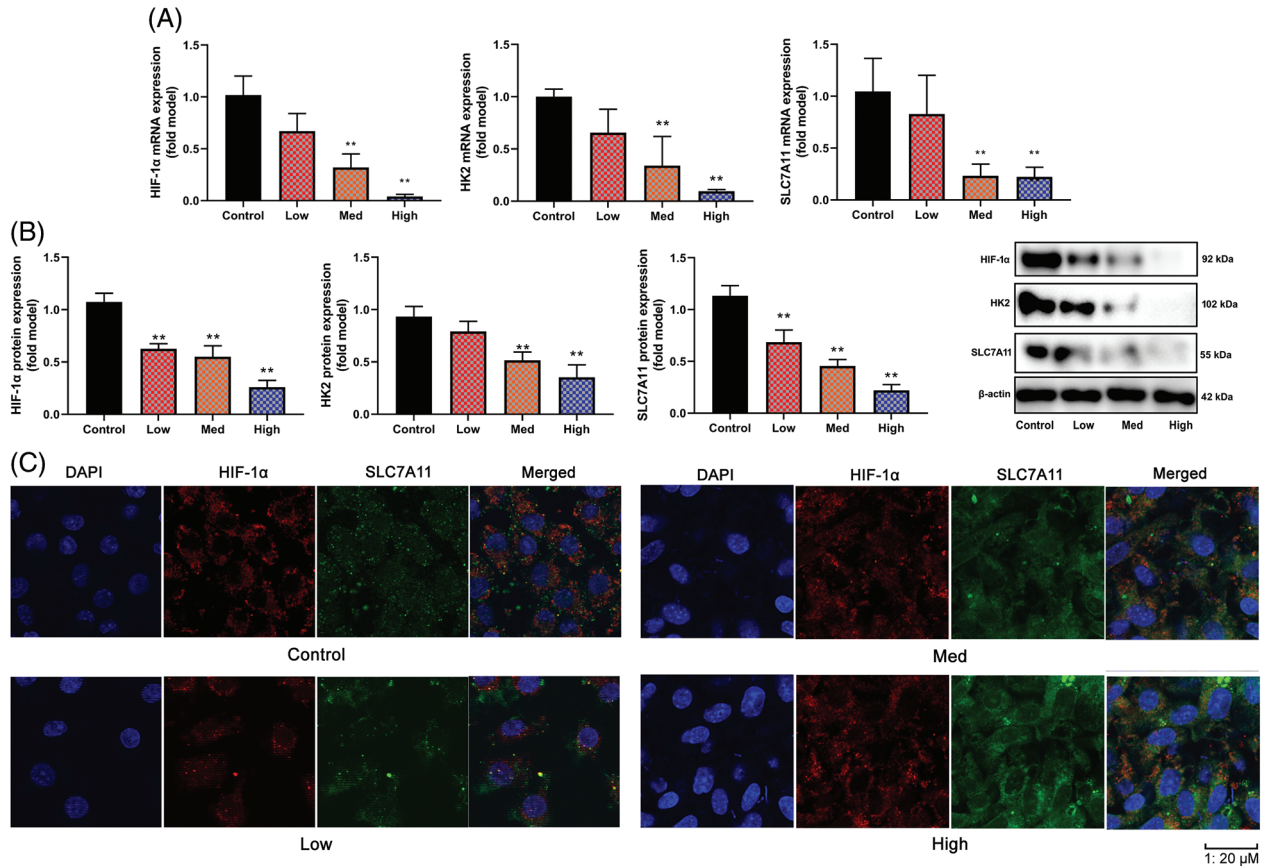 (A)
HIF-1α mRNA expression
(fold model)
1.5
1.0
0.5
0.0
**
**
Control Low Med High
HK2 mRNA expression
(fold model)
1.5
1.0
0.5
0.0
**
**
Control Low Med High
SLC7A11 mRNA expression
(fold model)
1.5
1.0
0.5
0.0
**
**
Control Low Med High
(B)
HIF-1α protein expression
(fold model)
1.5
1.0
0.5
0.0
**
**
**
Control Low Med High
HK2 protein expression
(fold model)
1.5
1.0
0.5
0.0
**
**
Control Low Med High
SLC7A11 protein expression
(fold model)
1.5
1.0
0.5
0.0
**
**
**
Control Low Med High
HIF-1α 92 kDa
HK2 102 kDa
SLC7A11 55 kDa
β-actin 42 kDa
Control Low Med High
(C)
DAPI HIF-1α SLC7A11 Merged
Control
Low
DAPI HIF-1α SLC7A11 Merged
Med
High
1: 20 μM